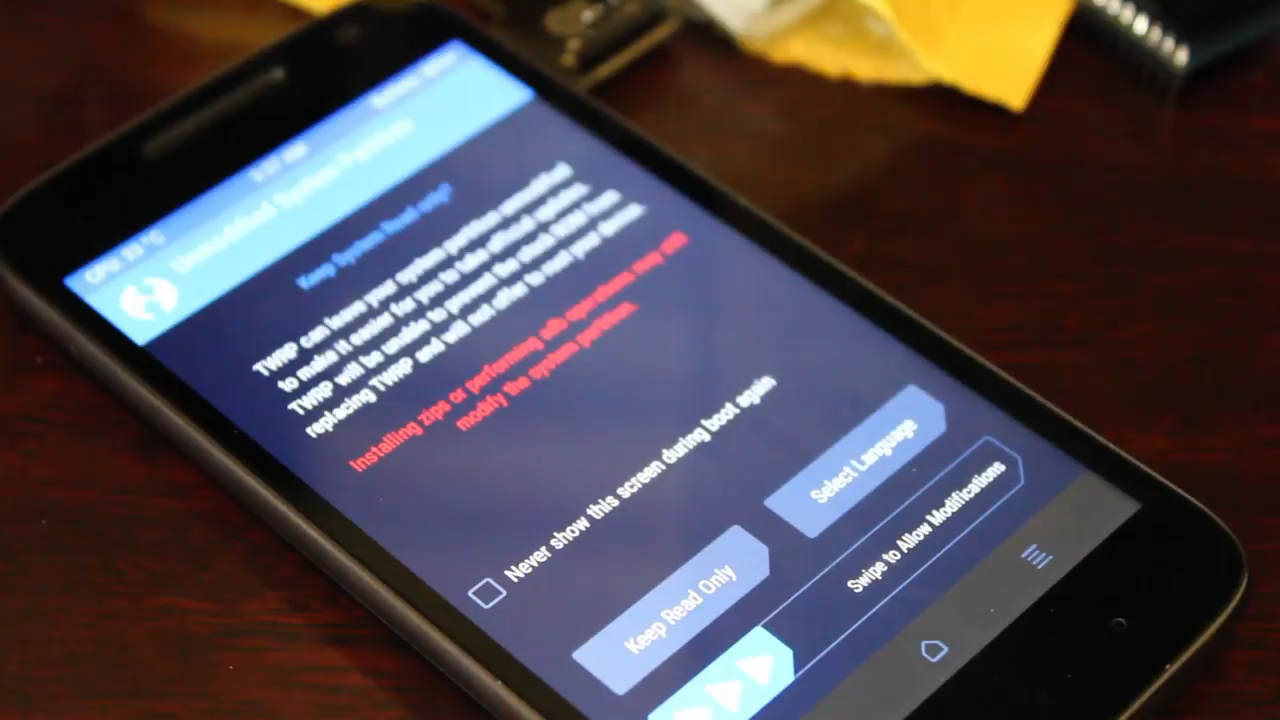 CPU: 33 °C
Unmodified System Partition
Keep System Read only?
TWRP can leave your system partition unmodified
to make it easier for you to take official updates.
TWRP will be unable to prevent the stock ROM from
replacing TWRP and will not offer to root your device.
Installing zips or performing adb operations may still
modify the system partition.
Never show this screen during boot again
Select Language
Keep Read Only
Swipe to Allow Modifications